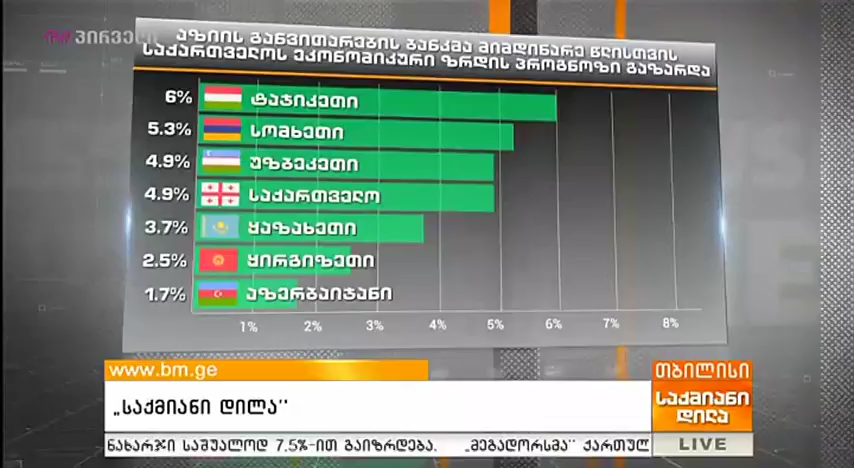 პირველი
აზიის განვითარების ბანკმა მიმდინარე წლისთვის
საქართველოს ეკონომიკური ზრდის პროგნოზი გაზარდა
6% ტაჯიკეთი
5.3% სომხეთი
4.9% უზბეკეთი
4.9% საქართველო
3.7% ყაზახეთი
2.5% ყირგიზეთი
1.7% აზერბაიჯანი
1% 2% 3% 4% 5% 6% 7% 8%
www.bm.ge
თბილისი
„საქმიანი დილა"
საქმიანი
დილა
ნახარჯი საშუალოდ 7.5%-ით გაიზრდება. „მეგადორსმა" ქართულ
LIVE